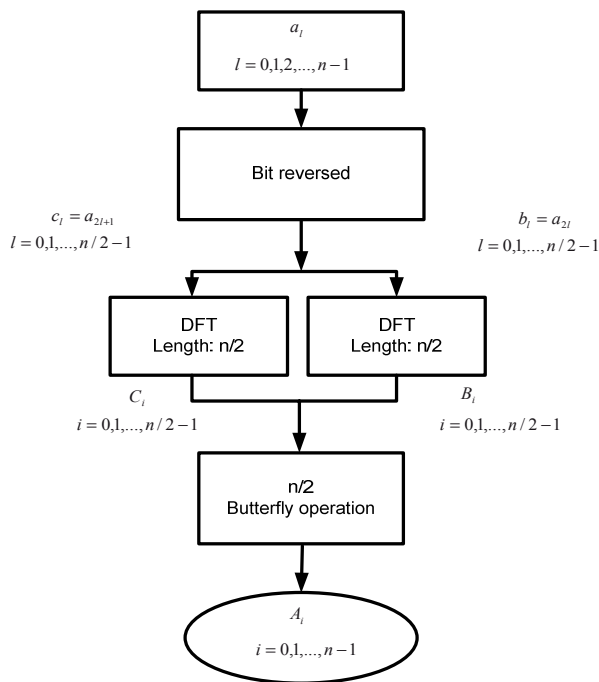 a_l
l = 0,1,2,...,n−1
Bit reversed
c_l = a_{2l+1}
l = 0,1,...,n/2−1
b_l = a_{2l}
l = 0,1,...,n/2−1
DFT
Length: n/2
DFT
Length: n/2
C_i
i = 0,1,...,n/2−1
B_i
i = 0,1,...,n/2−1
n/2
Butterfly operation
A_i
i = 0,1,...,n−1